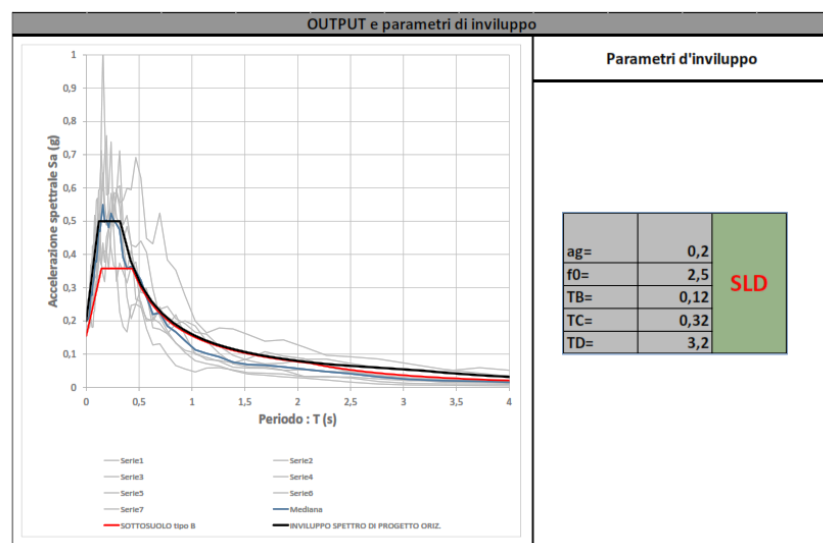 OUTPUT e parametri di inviluppo
Parametri d'inviluppo
Accelerazione spettrale Sa (g)
1
0,9
0,8
0,7
0,6
0,5
0,4
0,3
0,2
0,1
0
0 0,5 1 1,5 2 2,5 3 3,5 4
Periodo : T (s)
Serie1 Serie2
Serie3 Serie4
Serie5 Serie6
Serie7 Mediana
SOTTOSUOLO tipo B INVILUPPO SPETTRO DI PROGETTO ORIZ.
ag= 0,2
f0= 2,5
TB= 0,12
TC= 0,32
TD= 3,2
SLD